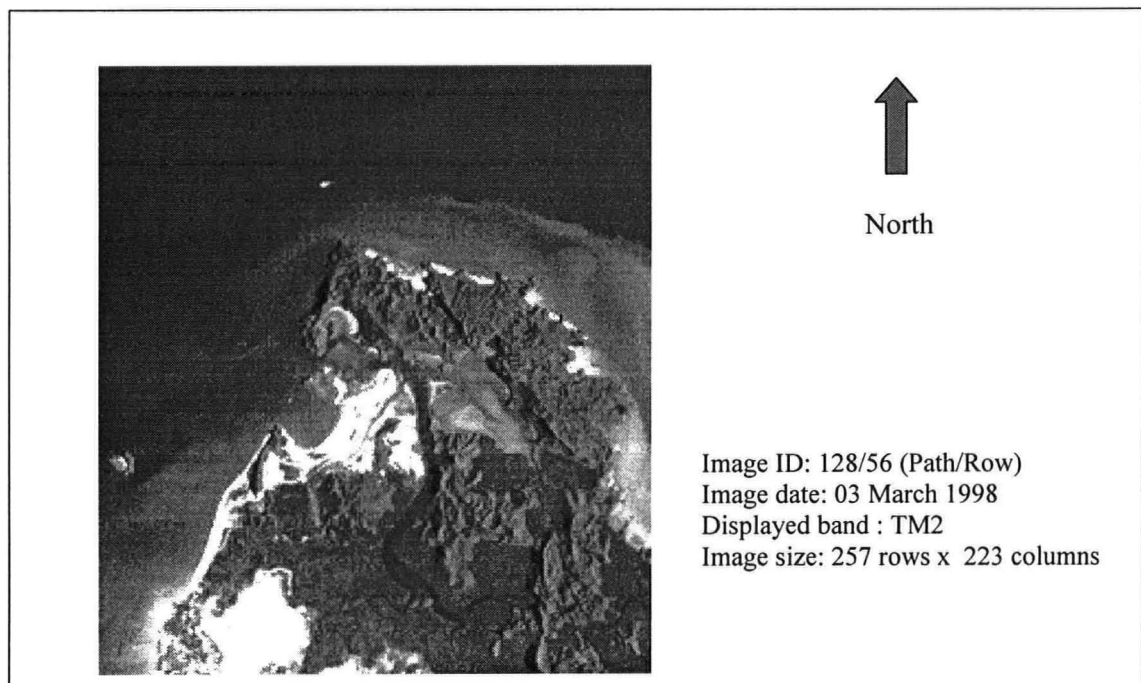 North
Image ID: 128/56 (Path/Row)
Image date: 03 March 1998
Displayed band : TM2
Image size: 257 rows x  223 columns